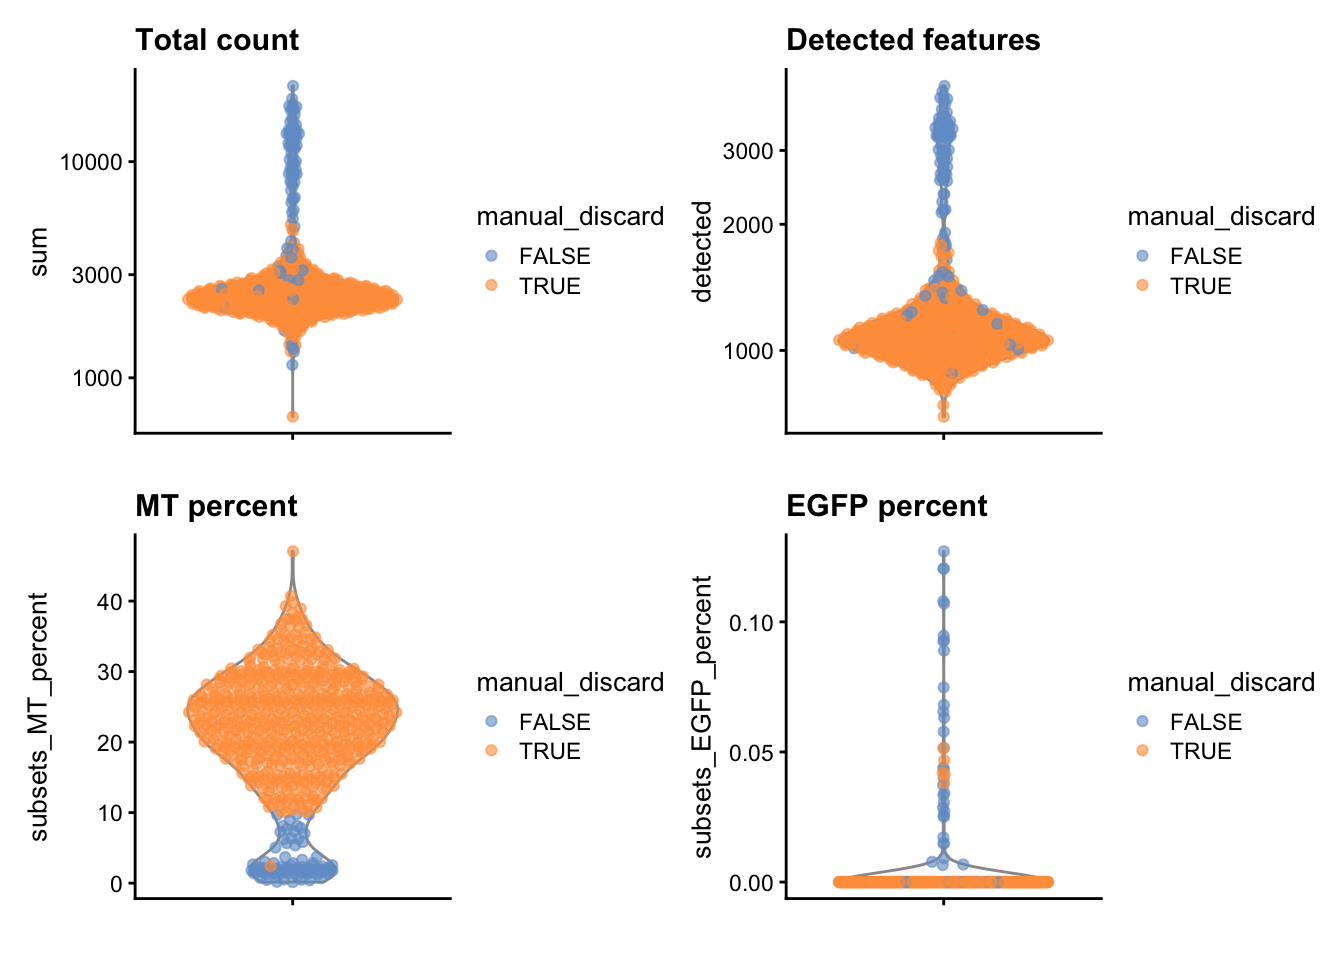 Total count
sum
10000
3000
1000
manual_discard
FALSE
TRUE
Detected features
detected
3000
2000
1000
manual_discard
FALSE
TRUE
MT percent
subsets_MT_percent
40
30
20
10
0
manual_discard
FALSE
TRUE
EGFP percent
subsets_EGFP_percent
0.10
0.05
0.00
manual_discard
FALSE
TRUE